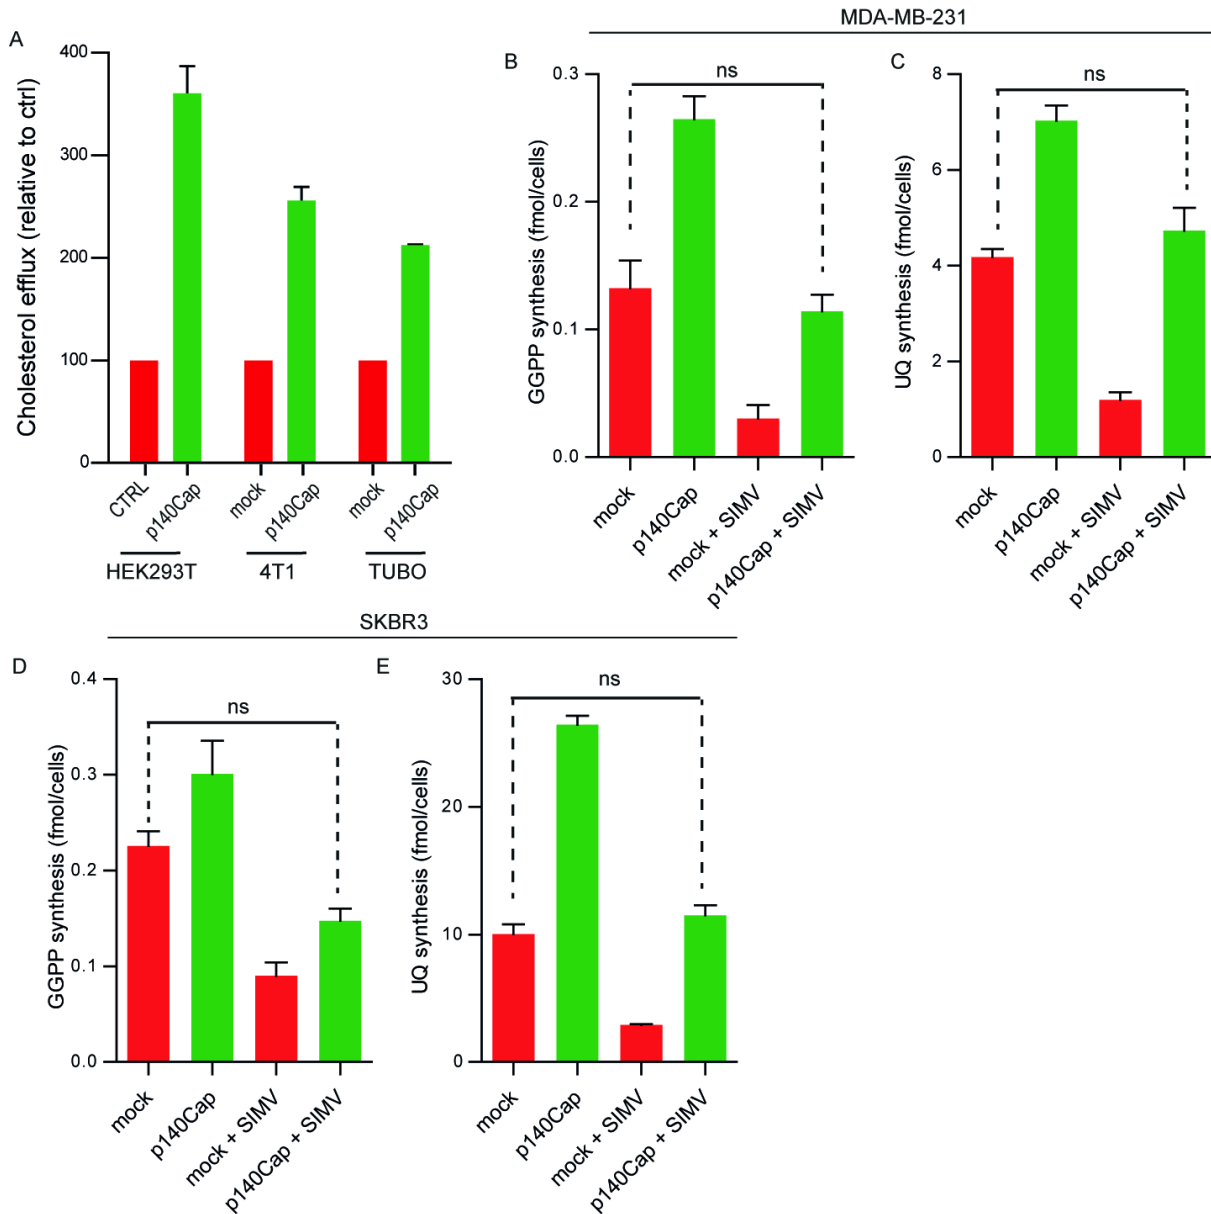 MDA-MB-231
A
Cholesterol efflux (relative to ctrl)
400
300
200
100
0
CTRL
p140Cap
mock
p140Cap
mock
p140Cap
HEK293T
4T1
TUBO
B
GGPP synthesis (fmol/cells)
0.3
0.2
0.1
0.0
ns
mock
p140Cap
mock + SIMV
p140Cap + SIMV
C
UQ synthesis (fmol/cells)
8
6
4
2
0
ns
mock
p140Cap
mock + SIMV
p140Cap + SIMV
SKBR3
D
GGPP synthesis (fmol/cells)
0.4
0.3
0.2
0.1
0.0
ns
mock
p140Cap
mock + SIMV
p140Cap + SIMV
E
UQ synthesis (fmol/cells)
30
20
10
0
ns
mock
p140Cap
mock + SIMV
p140Cap + SIMV